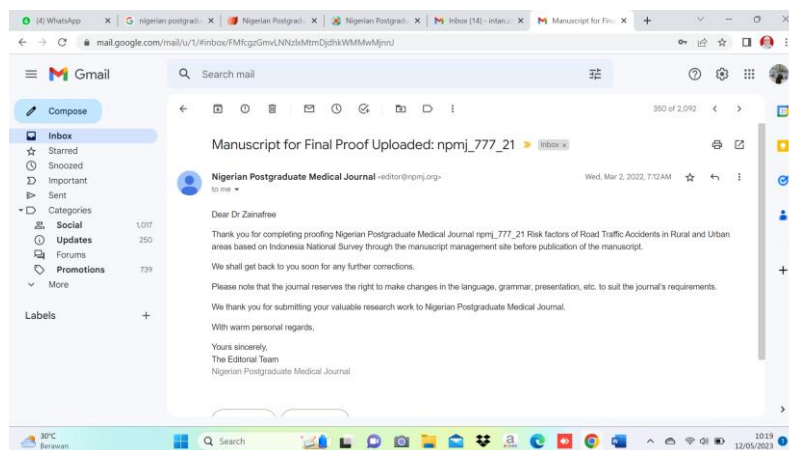 (4) WhatsApp
nigerian postgradu
Nigerian Postgradu
Nigerian Postgradu
Inbox (14) - intan.z
Manuscript for Fin
mail.google.com/mail/u/1/#inbox/
Gmail
Search mail
Compose
350 of 2,092
Inbox
Starred
Snoozed
Important
Sent
Categories
Social 1,017
Updates 250
Forums
Promotions 739
More
Labels
Manuscript for Final Proof Uploaded: npmj_777_21 Inbox x
Nigerian Postgraduate Medical Journal <editor@npmj.org> Wed, Mar 2, 2022, 7:12 AM
to me
Dear Dr Zainafree
Thank you for completing proofing Nigerian Postgraduate Medical Journal npmj_777_21 Risk factors of Road Traffic Accidents in Rural and Urban
areas based on Indonesia National Survey through the manuscript management site before publication of the manuscript.
We shall get back to you soon for any further corrections.
Please note that the journal reserves the right to make changes in the language, grammar, presentation, etc. to suit the journal's requirements.
We thank you for submitting your valuable research work to Nigerian Postgraduate Medical Journal.
With warm personal regards,
Yours sincerely,
The Editorial Team
Nigerian Postgraduate Medical Journal
30°C
Berawan
Search
10:19
12/05/2023